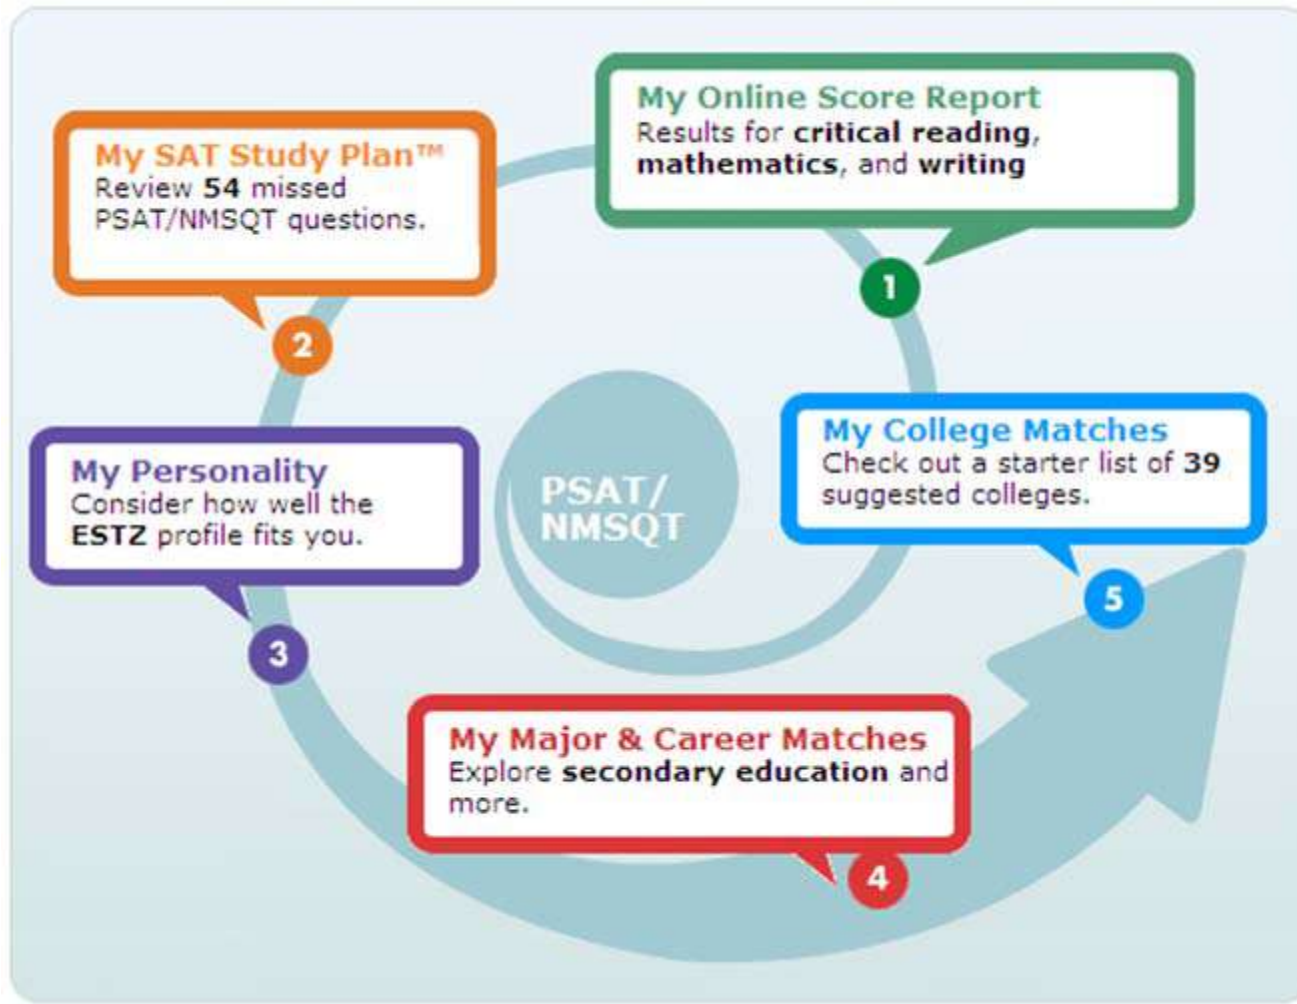 My Online Score Report
Results for critical reading,
mathematics, and writing
1
My SAT Study Plan™
Review 54 missed
PSAT/NMSQT questions.
2
My Personality
Consider how well the
ESTZ profile fits you.
3
My Major & Career Matches
Explore secondary education and
more.
4
My College Matches
Check out a starter list of 39
suggested colleges.
5
PSAT/
NMSQT